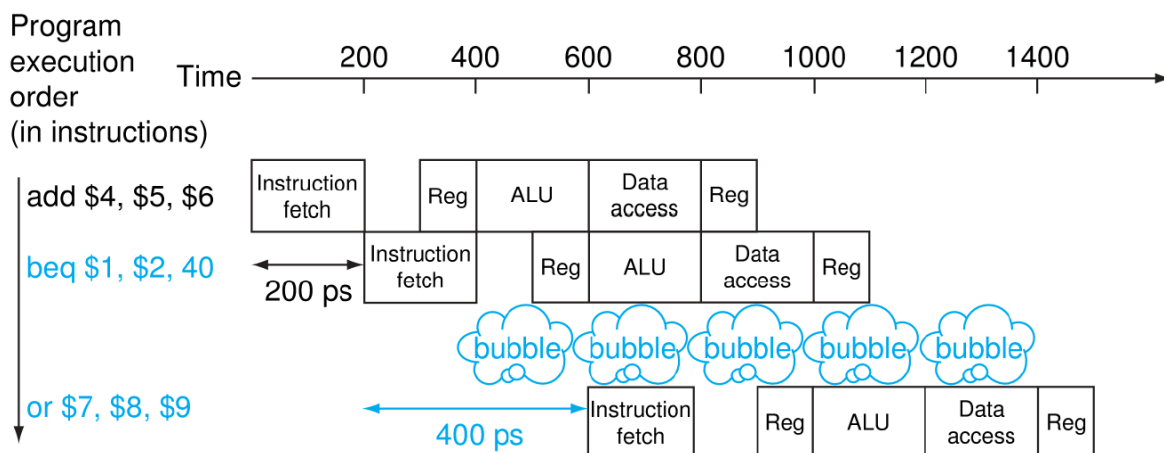 Program
execution
order
(in instructions)
Time
200 400 600 800 1000 1200 1400
add $4, $5, $6
Instruction
fetch
Reg
ALU
Data
access
Reg
beq $1, $2, 40
200 ps
Instruction
fetch
Reg
ALU
Data
access
Reg
bubble bubble bubble bubble bubble
or $7, $8, $9
400 ps
Instruction
fetch
Reg
ALU
Data
access
Reg